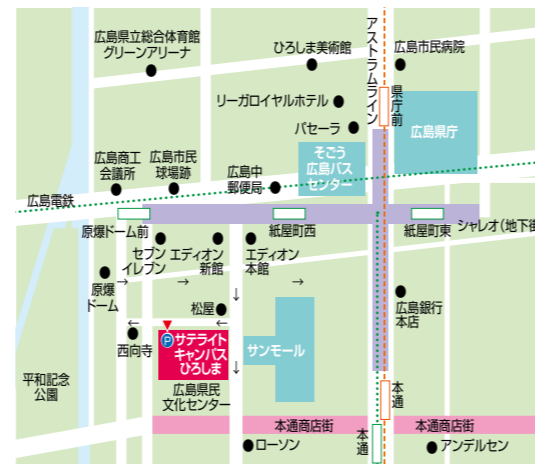 広島県立総合体育館
グリーンアリーナ
ひろしま美術館
アストラムライン
広島市民病院
リーガロイヤルホテル
県庁前
パセーラ
広島県庁
そごう
広島バス
センター
広島商工
会議所
広島市民
球場跡
広島中
郵便局
広島電鉄
原爆ドーム前
紙屋町西
紙屋町東
シャレオ(地下街
セブン
イレブン
エディオン
新館
エディオン
本館
原爆
ドーム
→
→
→
↓
松屋
広島銀行
本店
←
←
P
サテライト
キャンパス
ひろしま
西向寺
サンモール
↓
平和記念
公園
広島県民
文化センター
本通
本通商店街
本通商店街
ローソン
本通
アンデルセン